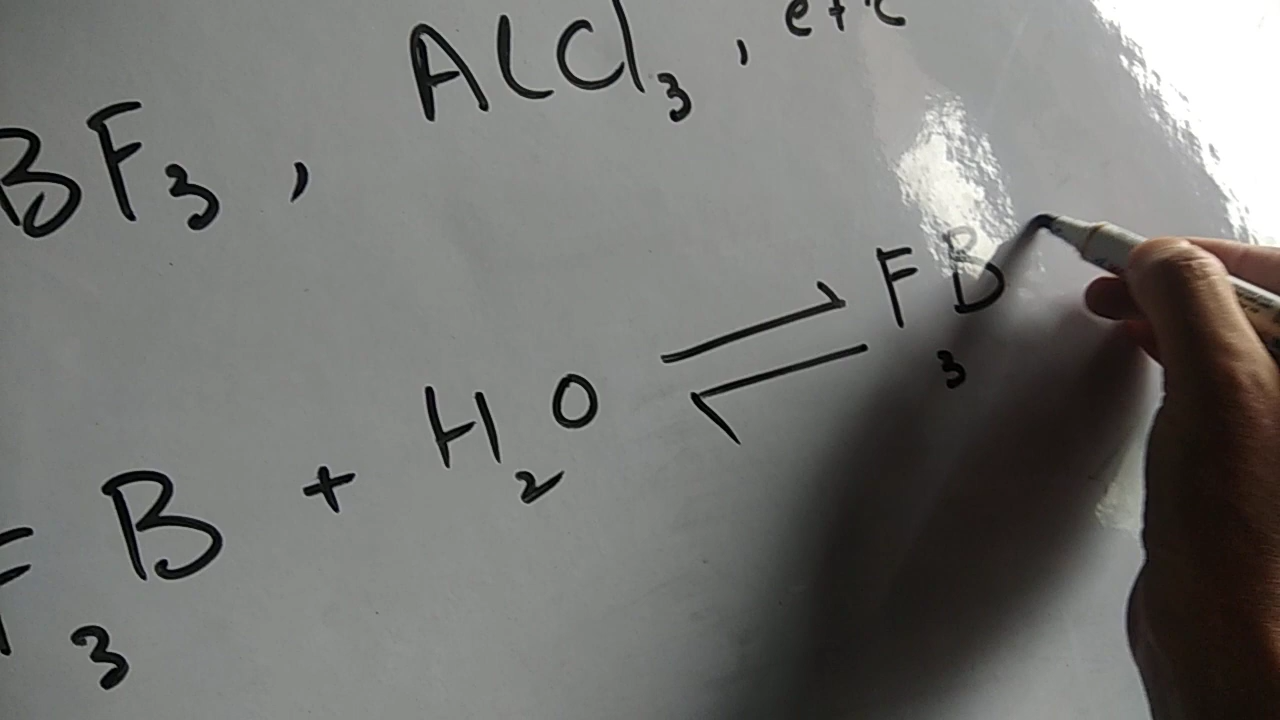 BF3, AlCl3, etc
F3B + H2O ⇌ F3B